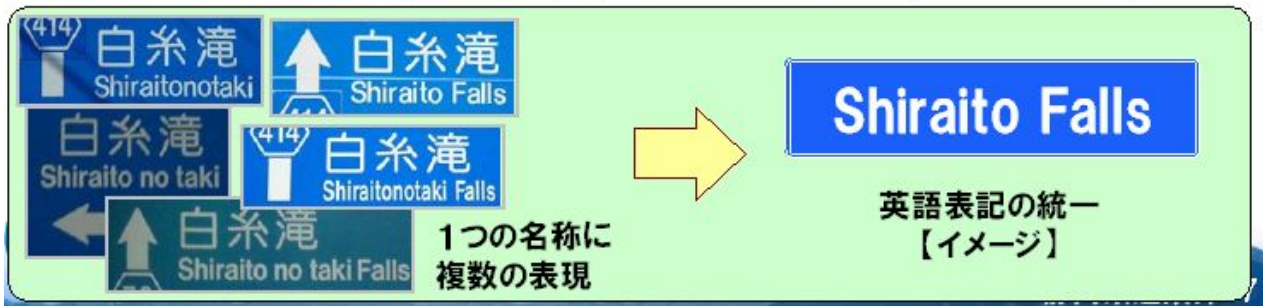 414
白糸滝
Shiraitonotaki
白糸滝
Shiraito Falls
白糸滝
Shiraito no taki
414
白糸滝
Shiraitonotaki Falls
白糸滝
Shiraito no taki Falls
1つの名称に
複数の表現
Shiraito Falls
英語表記の統一
【イメージ】
7